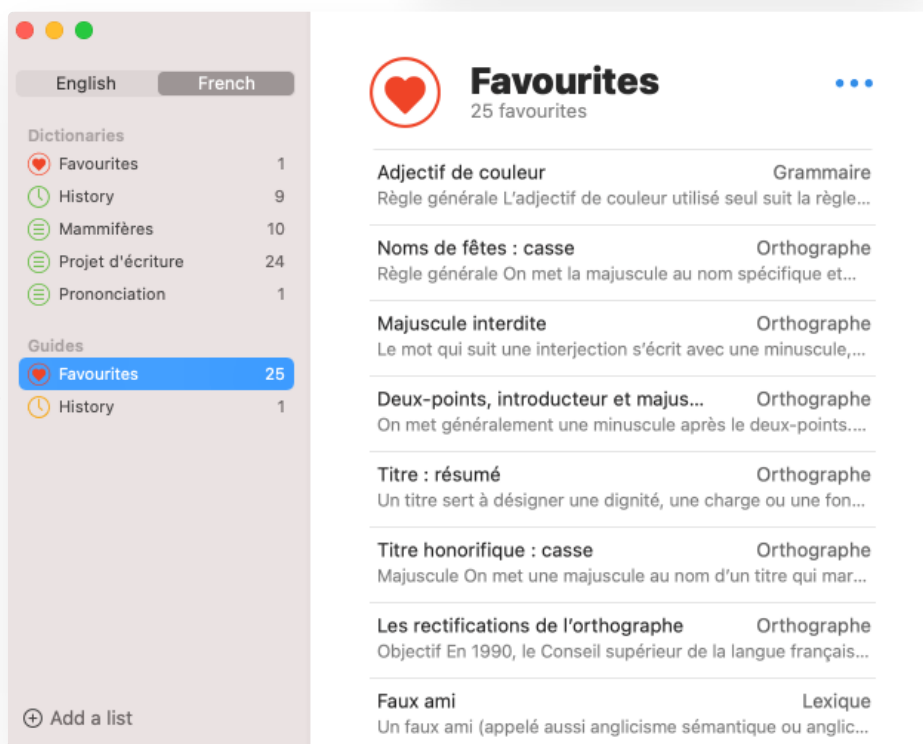 English French
Dictionaries
Favourites 1
History 9
Mammifères 10
Projet d'écriture 24
Prononciation 1
Guides
Favourites 25
History 1
Add a list
Favourites
25 favourites
Adjectif de couleur Grammaire
Règle générale L’adjectif de couleur utilisé seul suit la règle...
Noms de fêtes : casse Orthographe
Règle générale On met la majuscule au nom spécifique et...
Majuscule interdite Orthographe
Le mot qui suit une interjection s’écrit avec une minuscule,...
Deux-points, introducteur et majus... Orthographe
On met généralement une minuscule après le deux-points....
Titre : résumé Orthographe
Un titre sert à désigner une dignité, une charge ou une fon...
Titre honorifique : casse Orthographe
Majuscule On met une majuscule au nom d’un titre qui mar...
Les rectifications de l’orthographe Orthographe
Objectif En 1990, le Conseil supérieur de la langue français...
Faux ami Lexique
Un faux ami (appelé aussi anglicisme sémantique ou anglic...